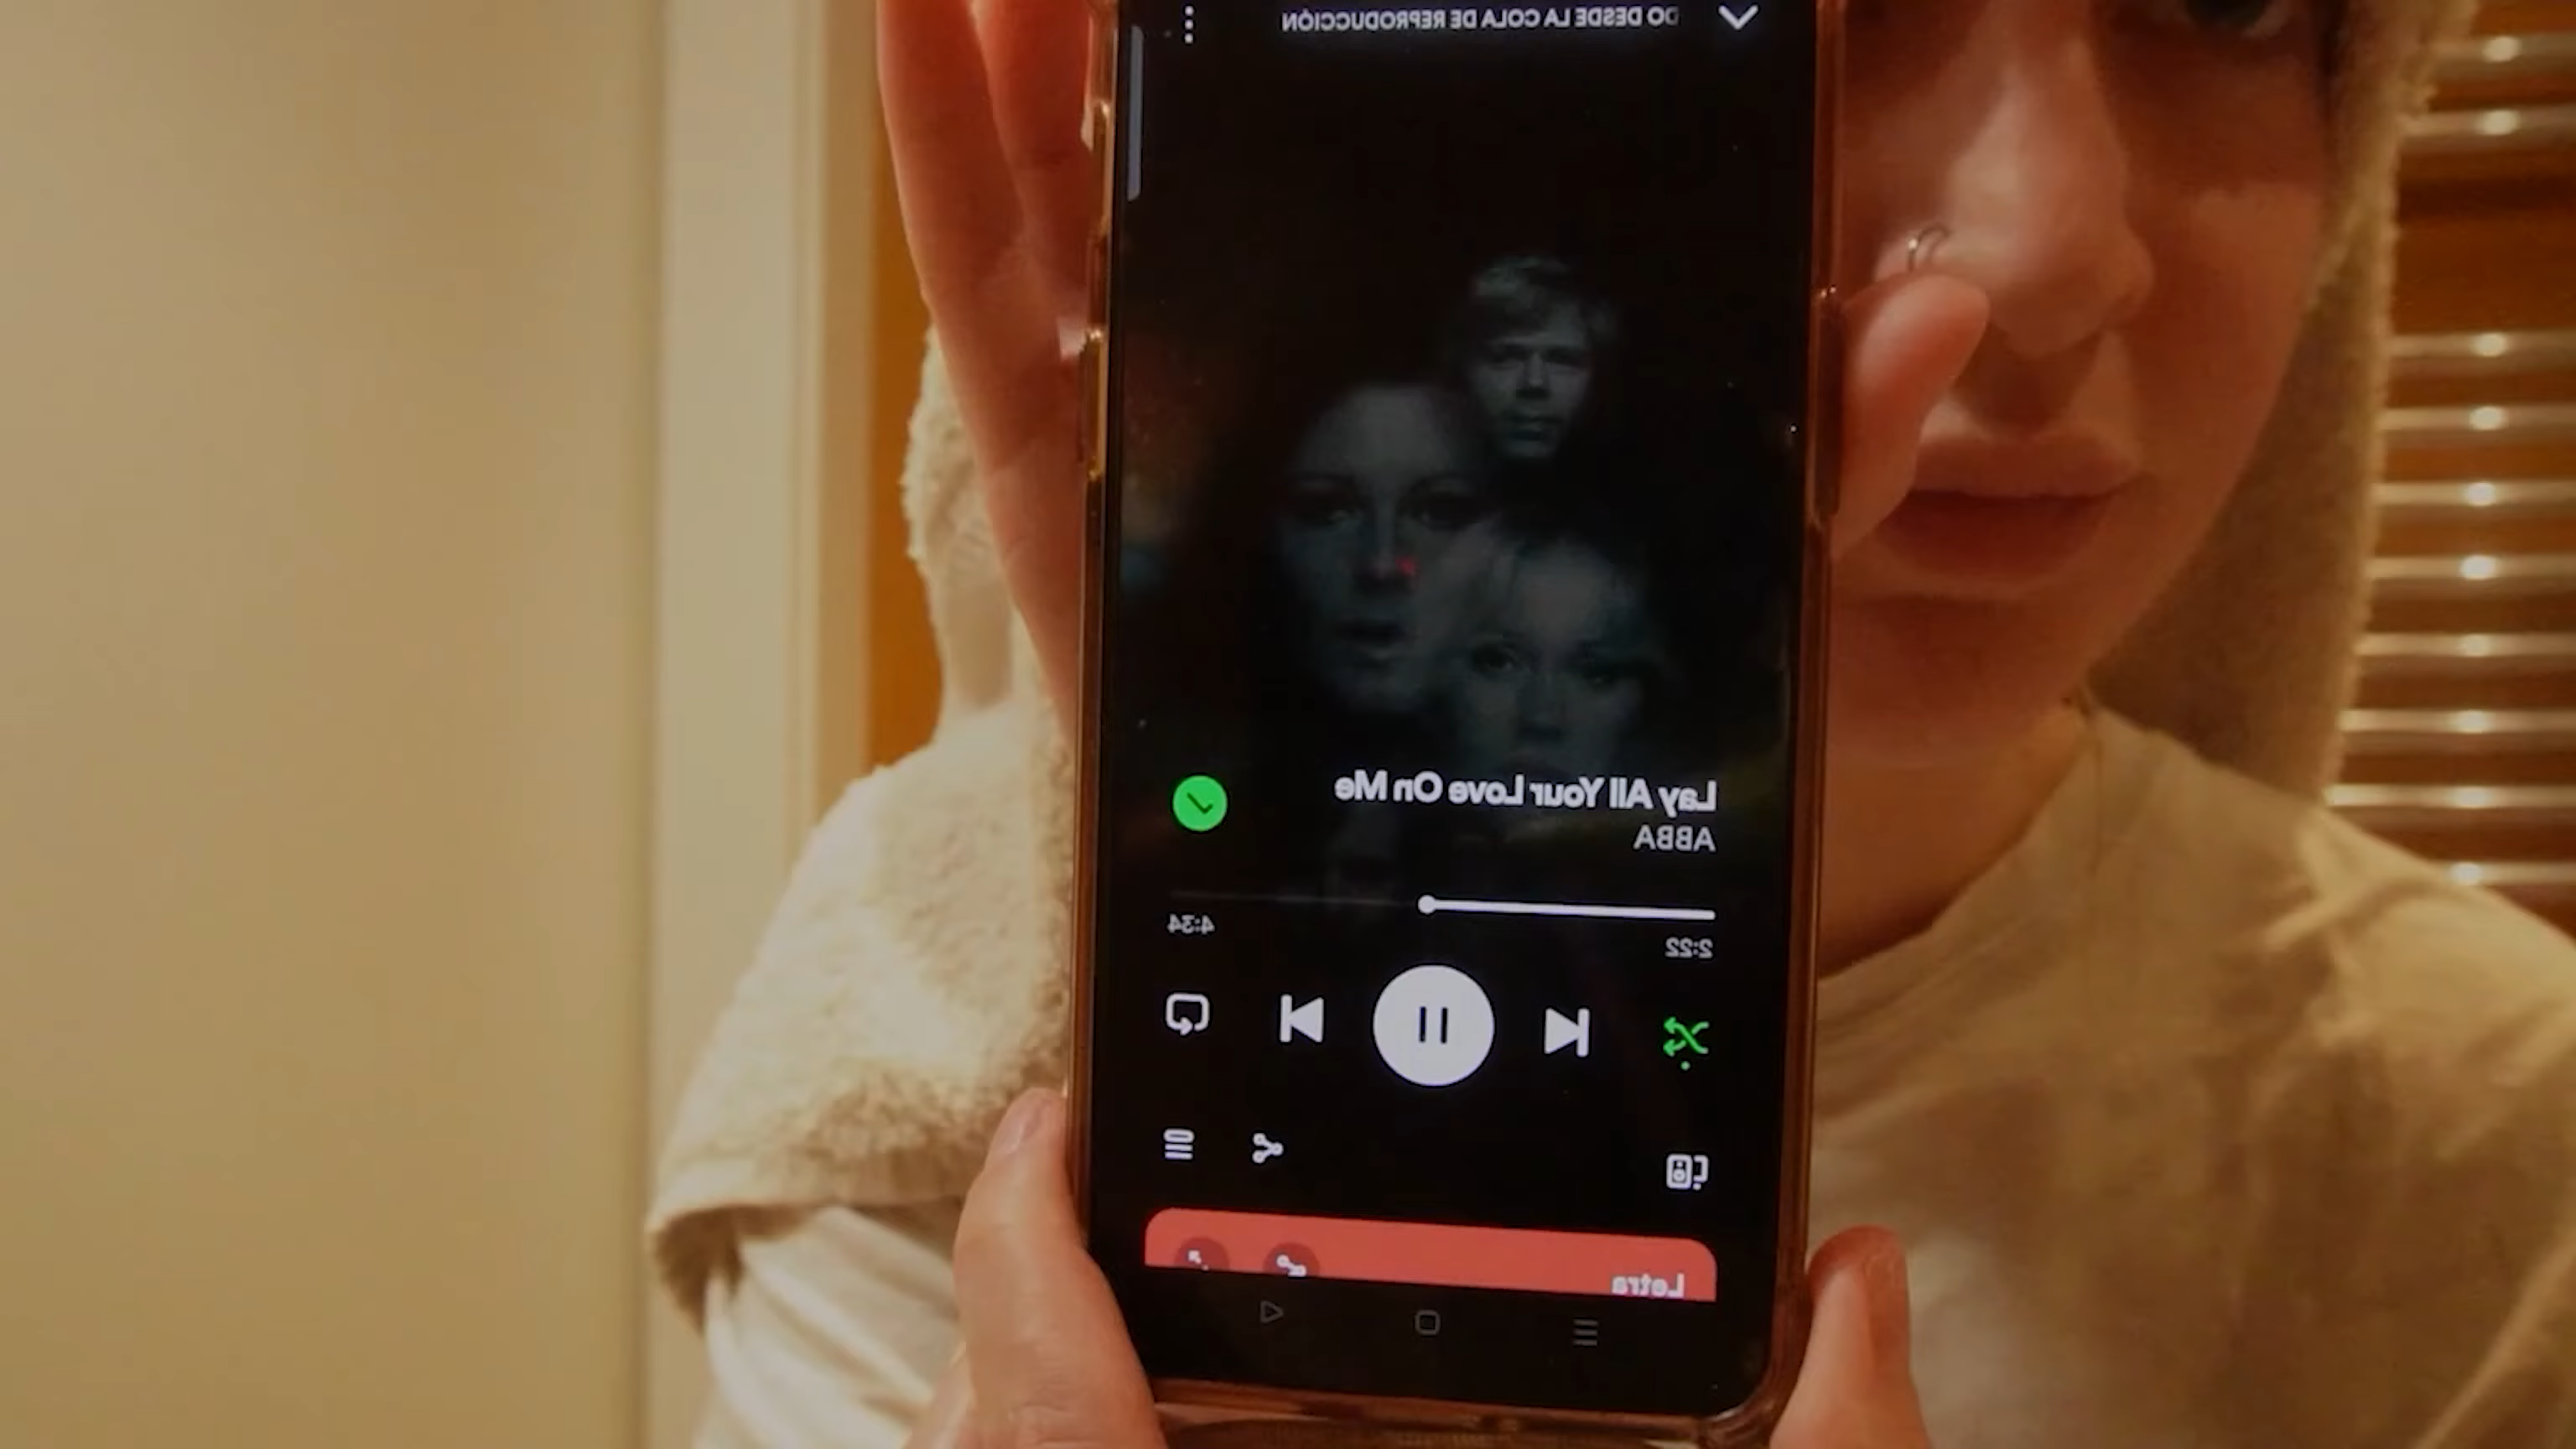 DO DESDE LA COLA DE REPRODUCCIÓN
Lay All Your Love On Me
ABBA
2:22
4:34
Letra